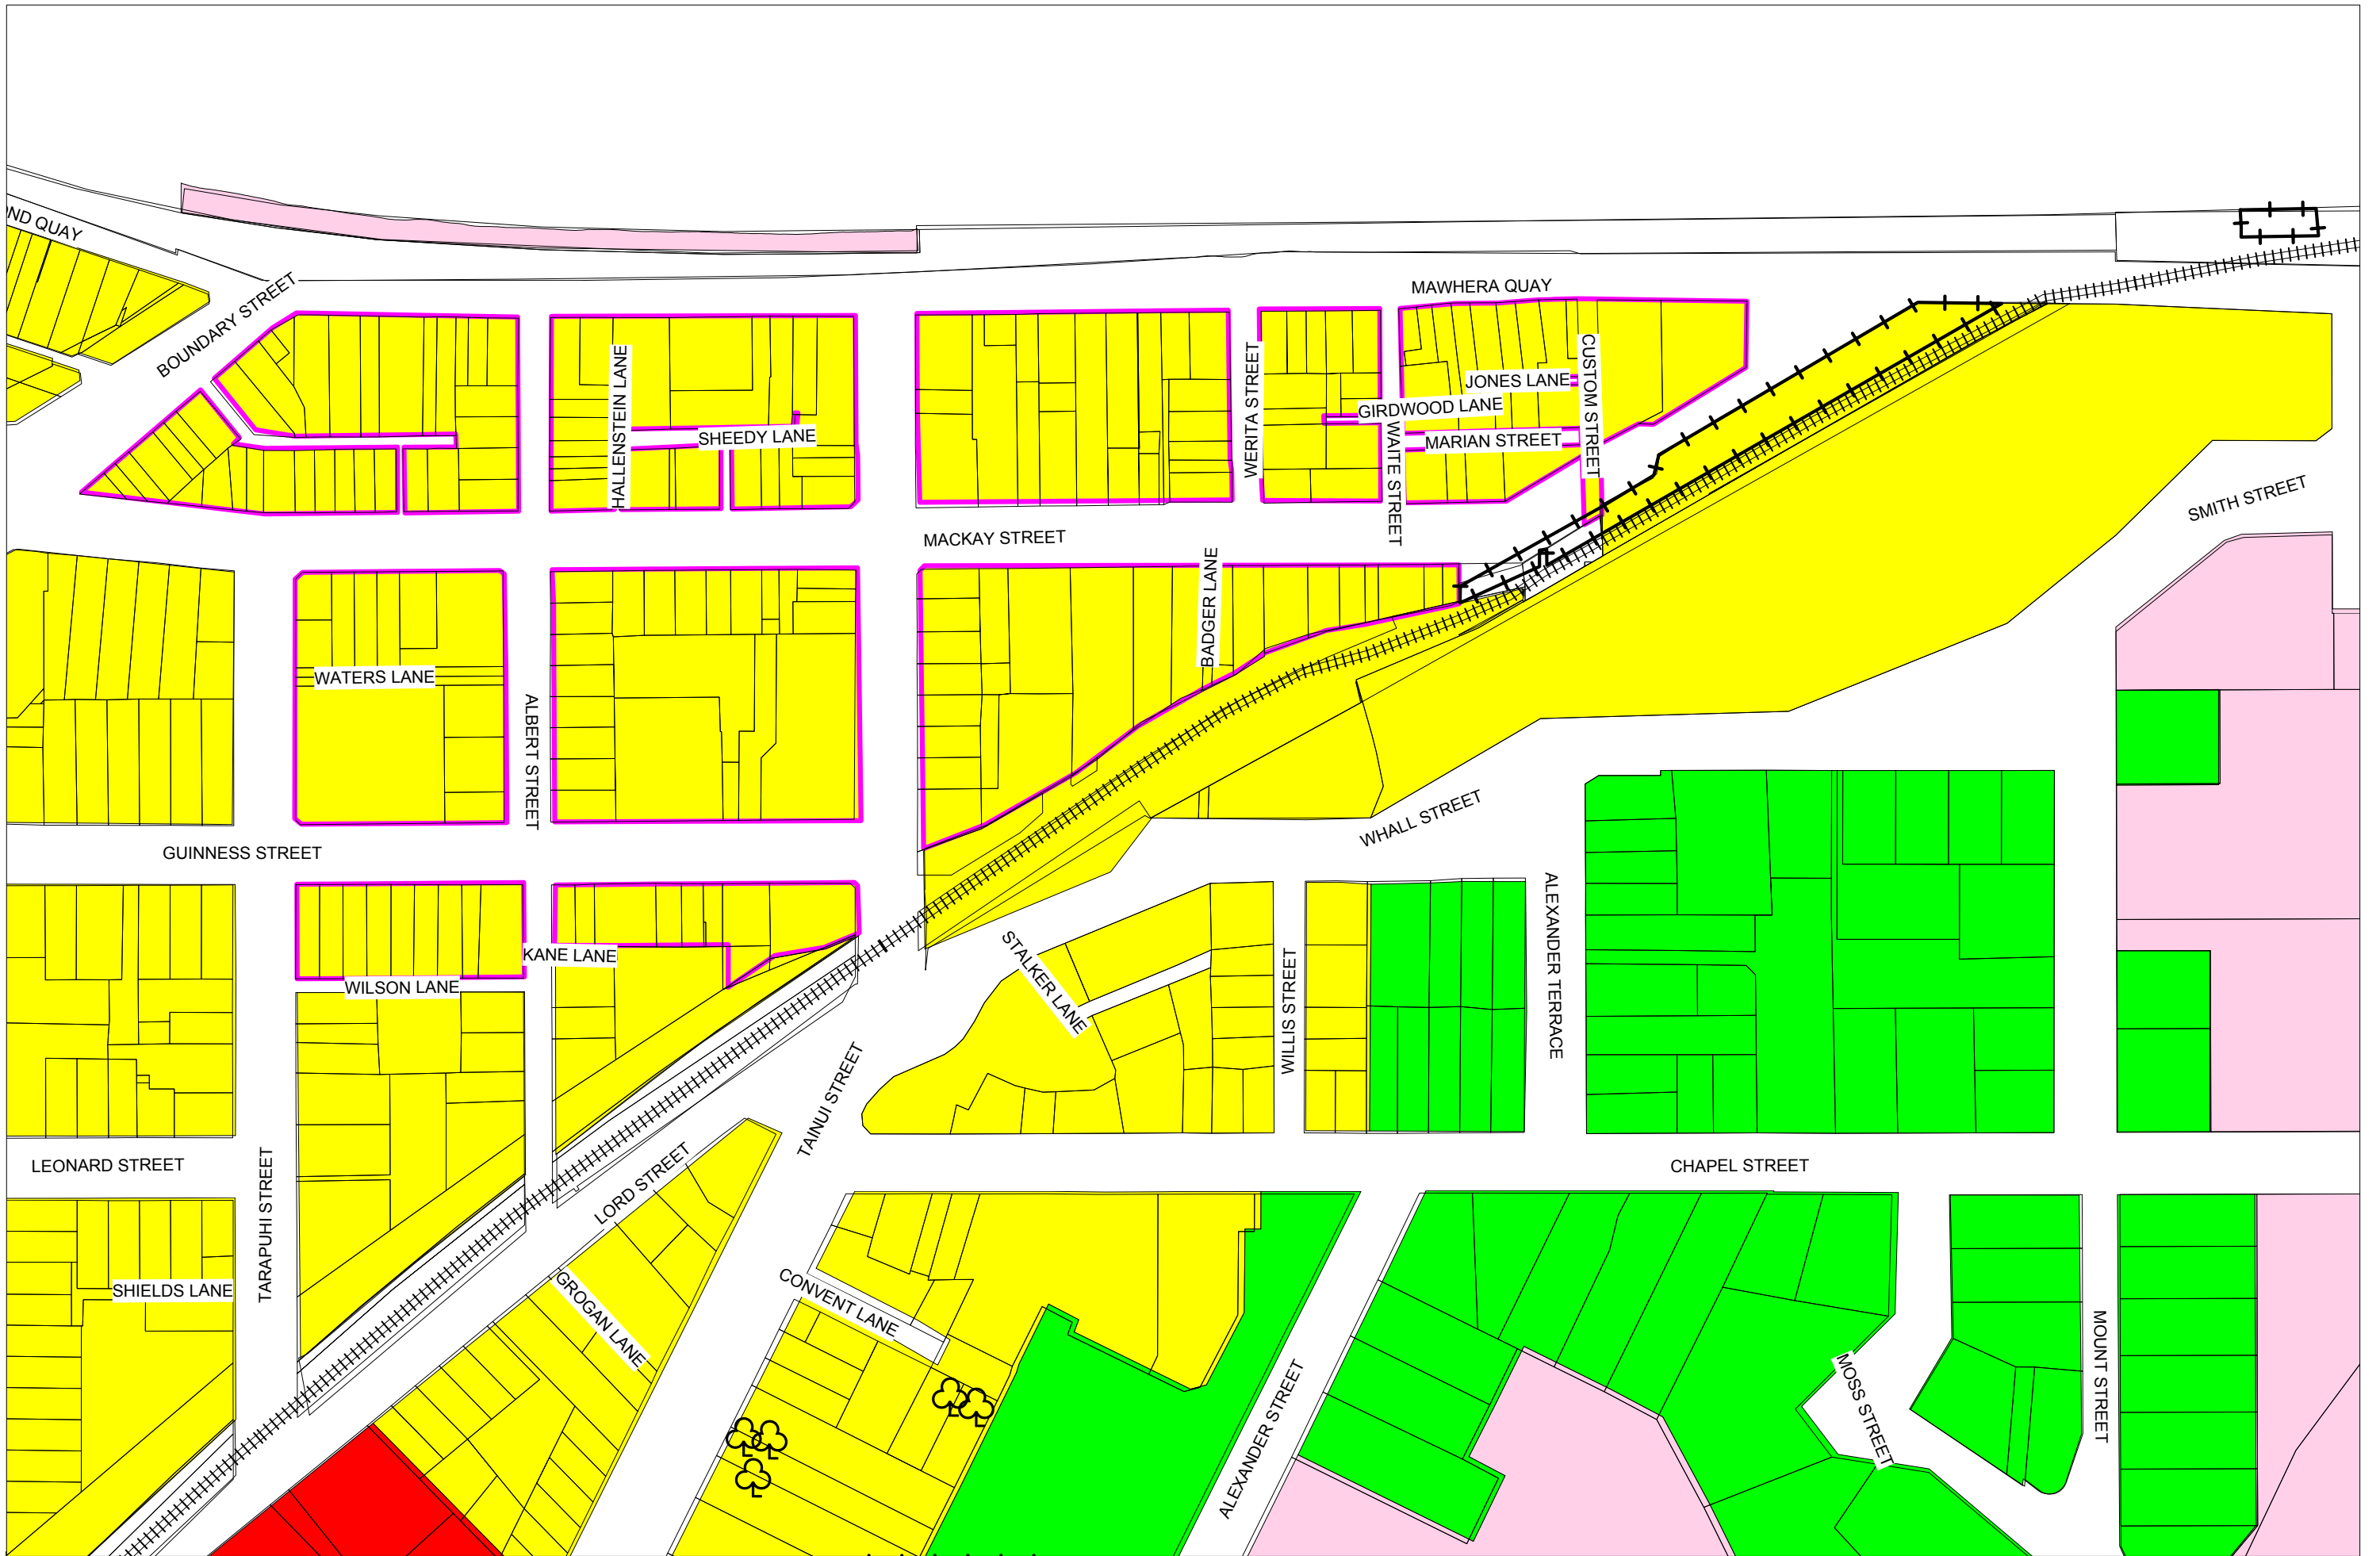 OND QUAY
BOUNDARY STREET
MAWHERA QUAY
HALLENSTEIN LANE
SHEEDY LANE
WERITA STREET
JONES LANE
GIRDWOOD LANE
MARIAN STREET
WAITE STREET
CUSTOM STREET
SMITH STREET
MACKAY STREET
BADGER LANE
WATERS LANE
ALBERT STREET
GUINNESS STREET
WHALL STREET
KANE LANE
WILSON LANE
STALKER LANE
WILLIS STREET
ALEXANDER TERRACE
TAINUI STREET
LEONARD STREET
TARAPUHI STREET
LORD STREET
CHAPEL STREET
SHIELDS LANE
GROGAN LANE
CONVENT LANE
ALEXANDER STREET
MOSS STREET
MOUNT STREET